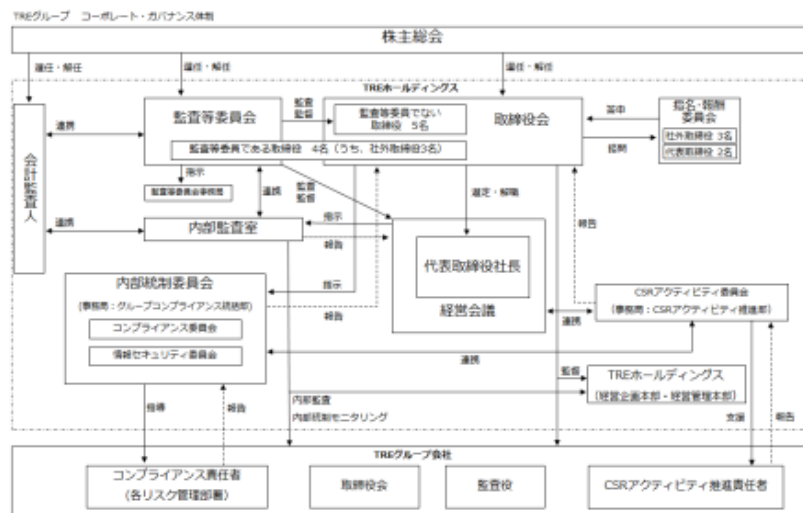 TREグループ　コーポレート・ガバナンス体制
株主総会
選任・解任
選任・解任
選任・解任
TREホールディングス
監査等委員会
監査
監督
監査等委員でない
取締役　5名
取締役会
答申
諮問
指名・報酬
委員会
社外取締役 3名
代表取締役 2名
連携
監査等委員である取締役　4名（うち、社外取締役3名）
会計監査人
指示
監査等委員会事務局
連携
監査
監督
選定・解職
連携
内部監査室
指示
報告
報告
代表取締役社長
経営会議
内部統制委員会
(事務局：グループコンプライアンス統括部)
コンプライアンス委員会
情報セキュリティ委員会
指示
報告
CSRアクティビティ委員会
（事務局：CSRアクティビティ推進部）
連携
連携
監督
TREホールディングス
（経営企画本部・経営管理本部）
内部監査
内部統制モニタリング
指導
報告
支援
報告
TREグループ会社
コンプライアンス責任者
（各リスク管理部署）
取締役会
監査役
CSRアクティビティ推進責任者